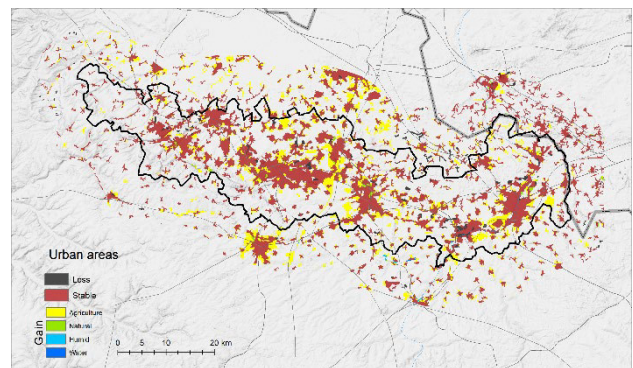 Urban areas
Loss
Stable
Gain
Agriculture
Natural
Humid
Water
0 5 10 20 km